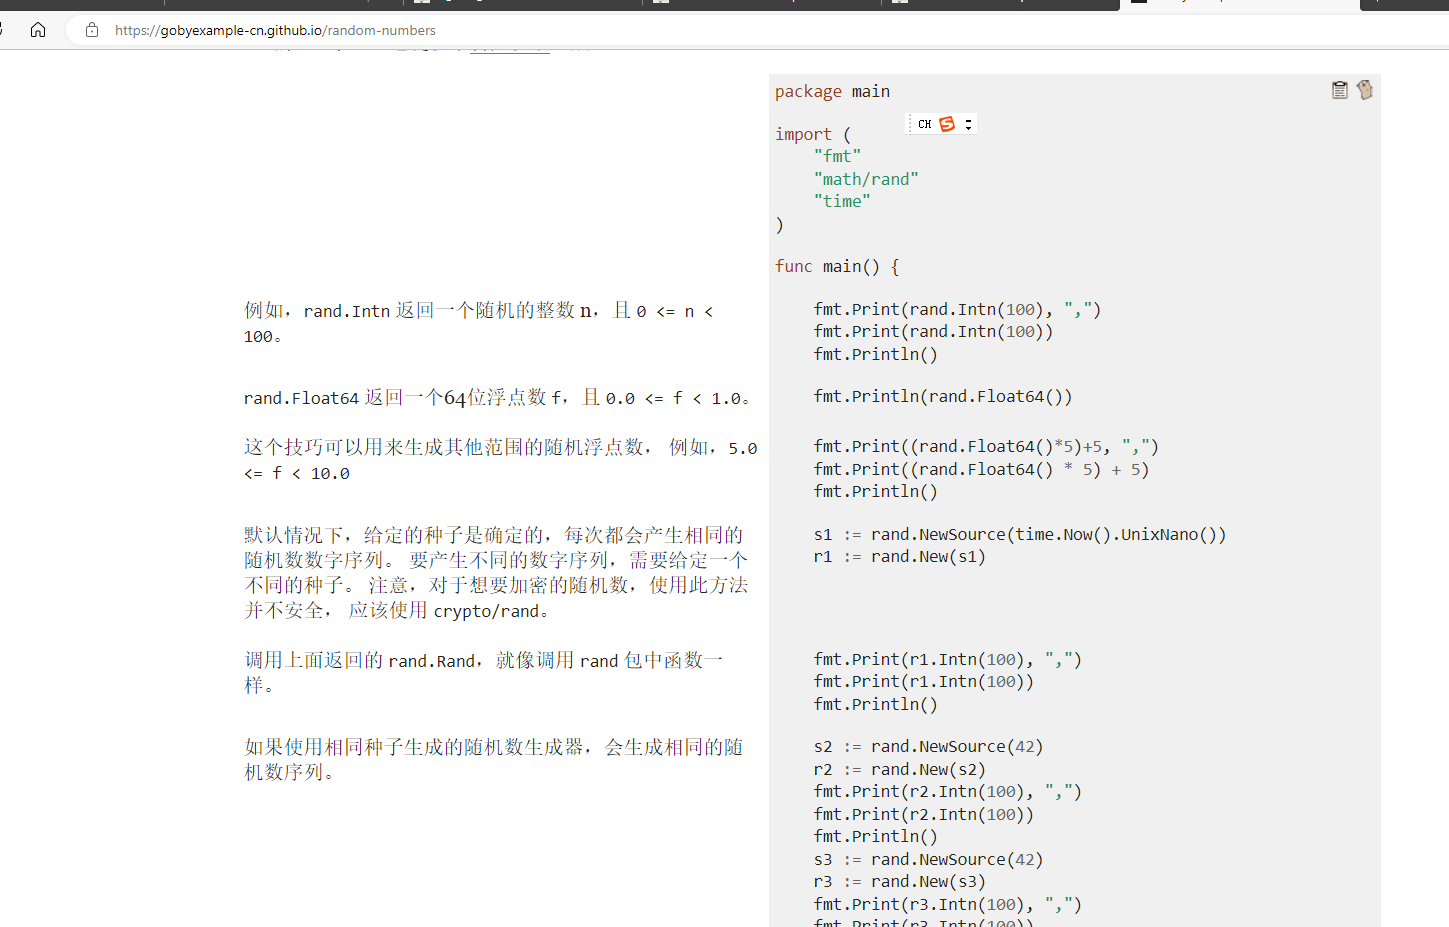 https://gobyexample-cn.github.io/random-numbers
package main
CH
import (
"fmt"
"math/rand"
"time"
)
func main() {
例如，rand.Intn 返回一个随机的整数 n，且 0 <= n <
100。
fmt.Print(rand.Intn(100), ",")
fmt.Print(rand.Intn(100))
fmt.Println()
rand.Float64 返回一个64位浮点数 f，且 0.0 <= f < 1.0。
fmt.Println(rand.Float64())
这个技巧可以用来生成其他范围的随机浮点数， 例如，5.0
<= f < 10.0
fmt.Print((rand.Float64()*5)+5, ",")
fmt.Print((rand.Float64() * 5) + 5)
fmt.Println()
默认情况下，给定的种子是确定的，每次都会产生相同的
随机数数字序列。 要产生不同的数字序列，需要给定一个
不同的种子。 注意，对于想要加密的随机数，使用此方法
并不安全， 应该使用 crypto/rand。
s1 := rand.NewSource(time.Now().UnixNano())
r1 := rand.New(s1)
调用上面返回的 rand.Rand，就像调用 rand 包中函数一
样。
fmt.Print(r1.Intn(100), ",")
fmt.Print(r1.Intn(100))
fmt.Println()
如果使用相同种子生成的随机数生成器，会生成相同的随
机数序列。
s2 := rand.NewSource(42)
r2 := rand.New(s2)
fmt.Print(r2.Intn(100), ",")
fmt.Print(r2.Intn(100))
fmt.Println()
s3 := rand.NewSource(42)
r3 := rand.New(s3)
fmt.Print(r3.Intn(100), ",")
fmt.Print(r3.Intn(100))